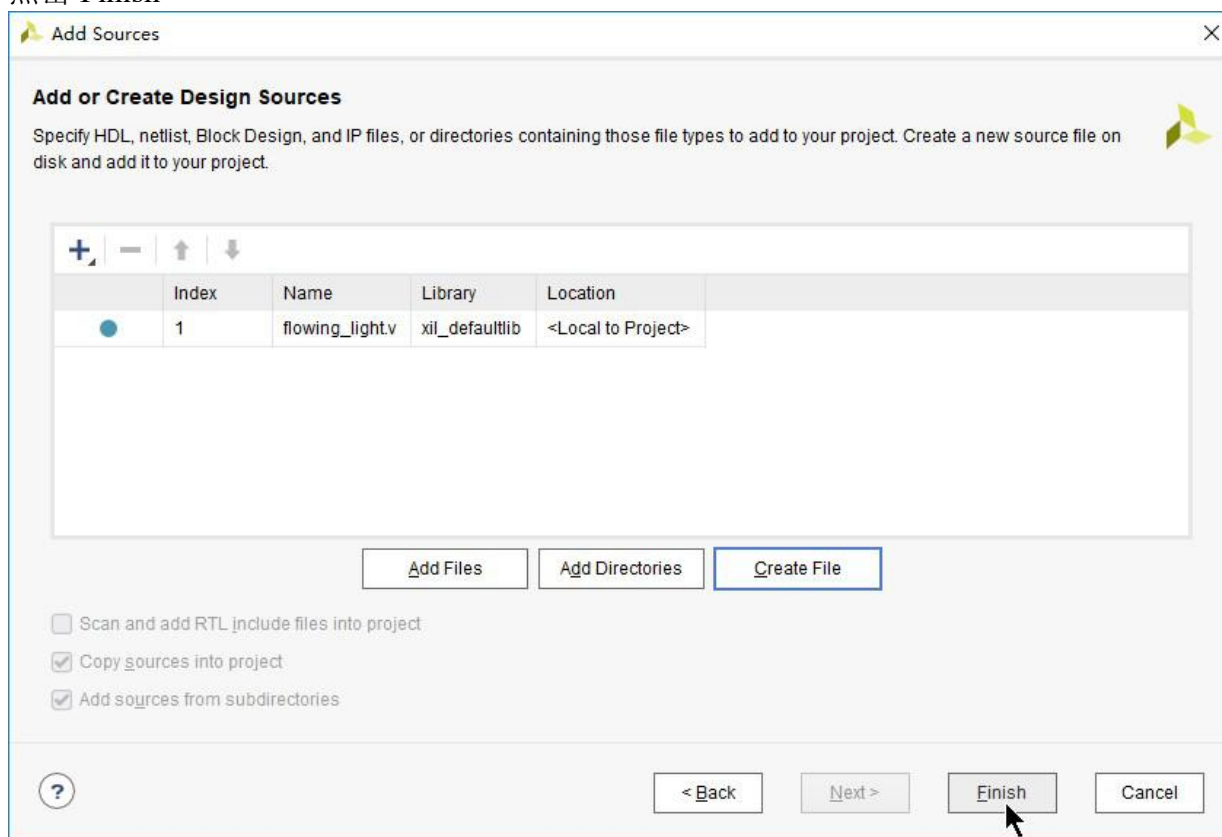 点击 Finish
Add Sources
Add or Create Design Sources
Specify HDL, netlist, Block Design, and IP files, or directories containing those file types to add to your project. Create a new source file on
disk and add it to your project.
Index Name Library Location
1 flowing_light.v xil_defaultlib <Local to Project>
Add Files Add Directories Create File
Scan and add RTL include files into project
Copy sources into project
Add sources from subdirectories
? < Back Next > Finish Cancel